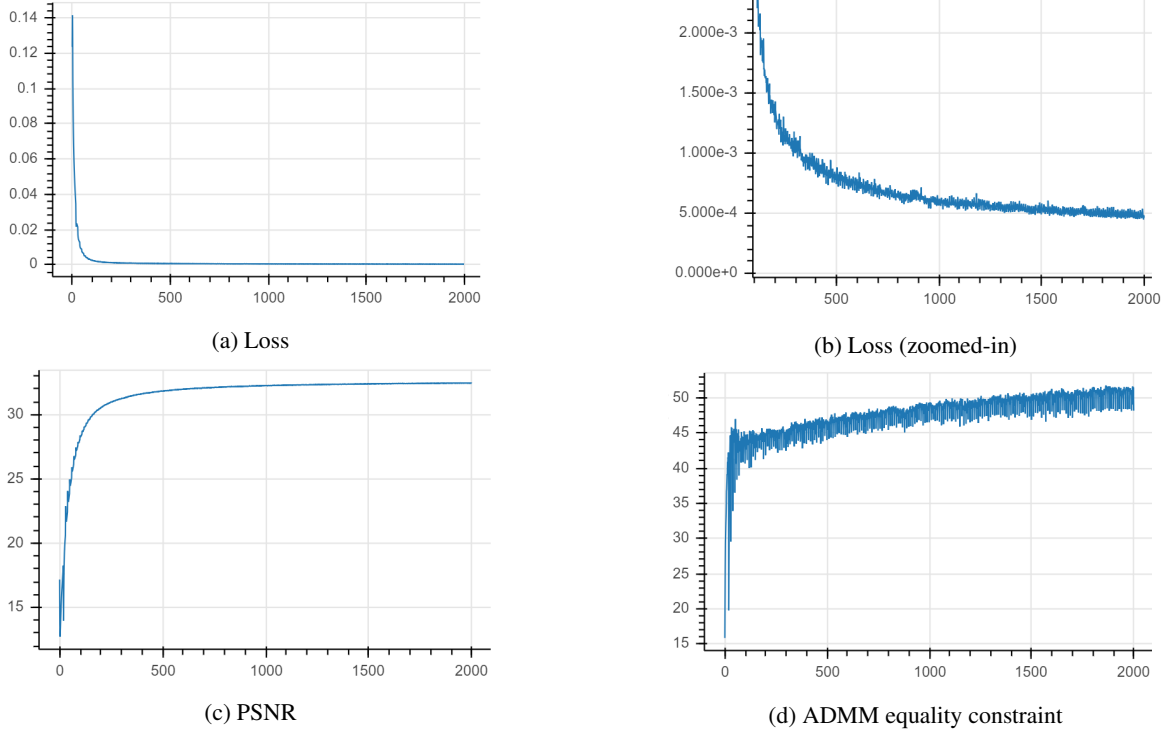 0.14
0.12
0.1
0.08
0.06
0.04
0.02
0
0 500 1000 1500 2000
(a) Loss
2.000e-3
1.500e-3
1.000e-3
5.000e-4
0.000e+0
500 1000 1500 2000
(b) Loss (zoomed-in)
30
25
20
15
0 500 1000 1500 2000
(c) PSNR
50
45
40
35
30
25
20
15
0 500 1000 1500 2000
(d) ADMM equality constraint